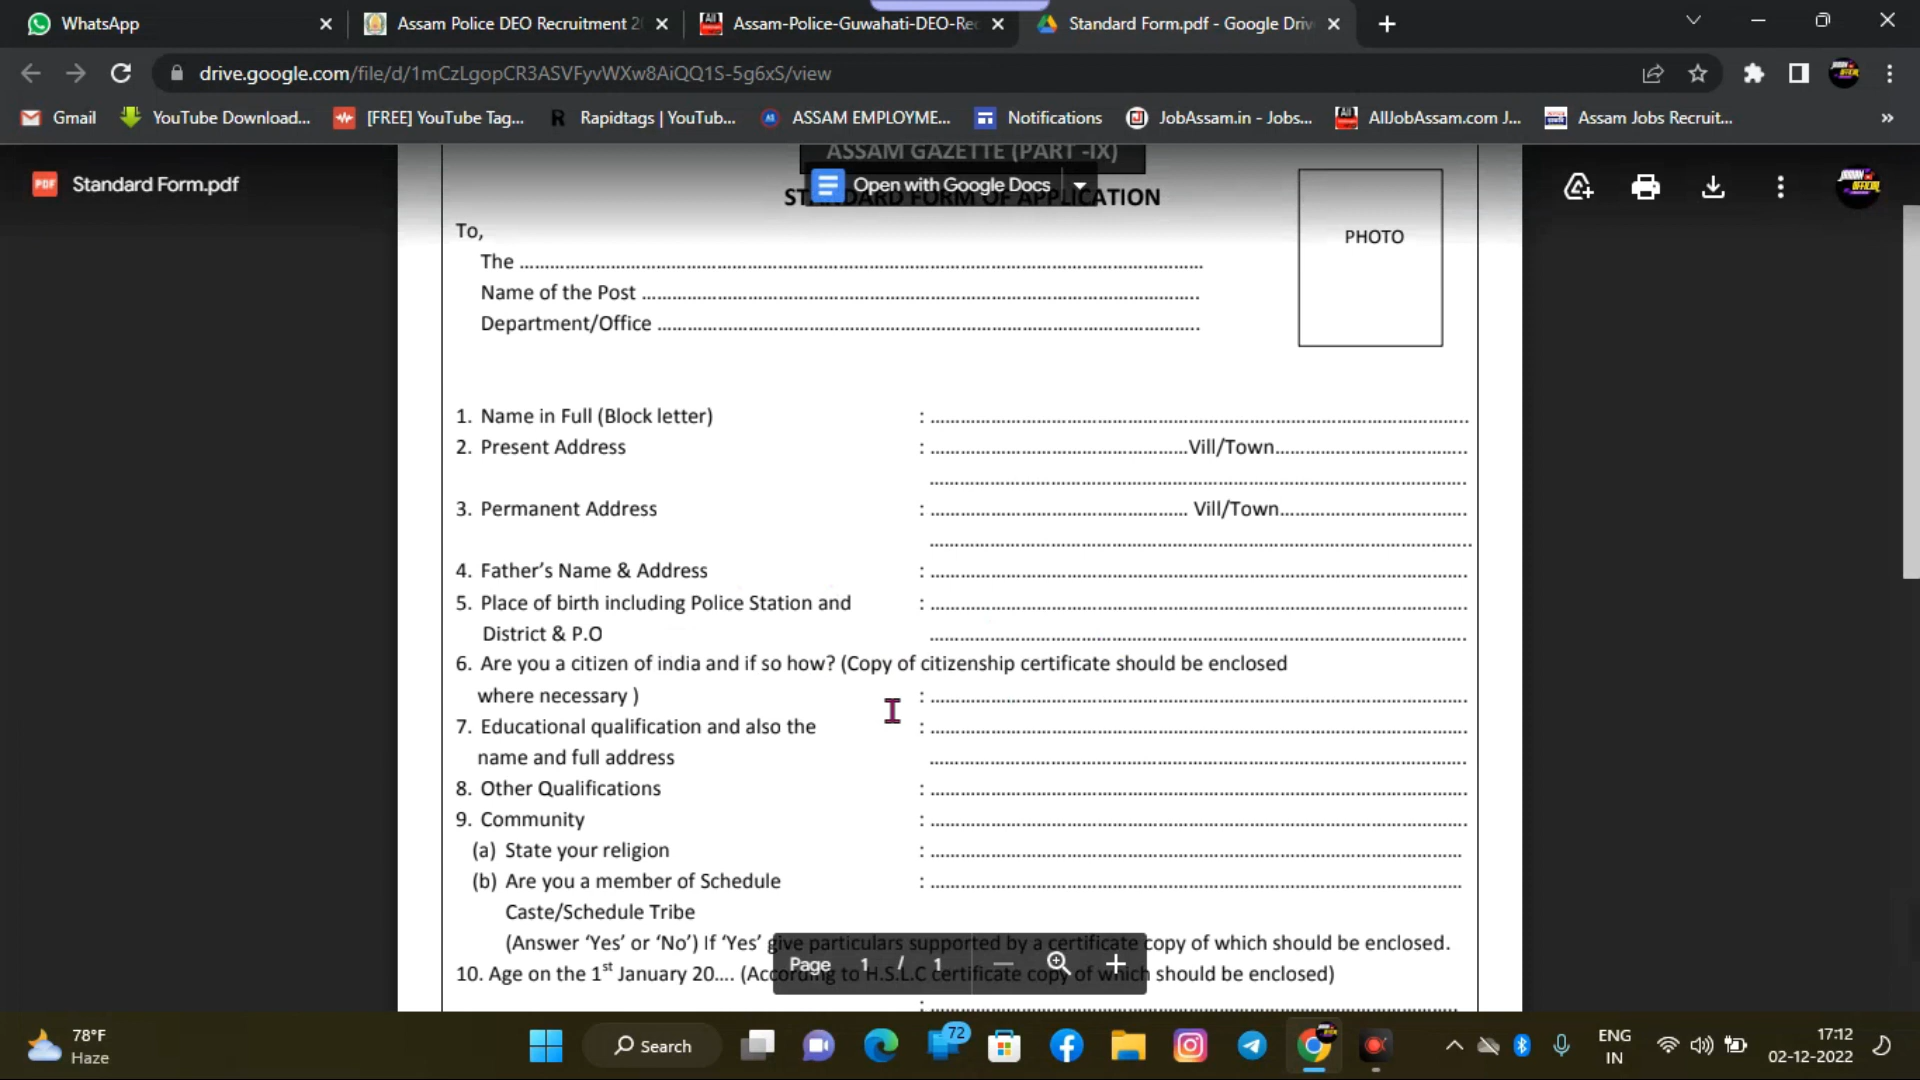 WhatsApp
Assam Police DEO Recruitment 2
Assam-Police-Guwahati-DEO-Rec
Standard Form.pdf - Google Driv
drive.google.com/file/d/1mCzLgopCR3ASVFyvWXw8AiQQ1S-5g6xS/view
Gmail
YouTube Download...
[FREE] YouTube Tag...
Rapidtags | YouTub...
ASSAM EMPLOYME...
Notifications
JobAssam.in - Jobs...
AllJobAssam.com J...
Assam Jobs Recruit...
»
PDF Standard Form.pdf
Open with Google Docs
ASSAM GAZETTE (PART -IX)
STANDARD FORM OF APPLICATION
PHOTO
To,
The ........................................
Name of the Post ........................................
Department/Office ........................................
1. Name in Full (Block letter) : ........................................
2. Present Address : ....................Vill/Town....................
........................................
3. Permanent Address : .................... Vill/Town....................
........................................
4. Father's Name & Address : ........................................
5. Place of birth including Police Station and : ........................................
District & P.O ........................................
6. Are you a citizen of india and if so how? (Copy of citizenship certificate should be enclosed
where necessary ) : ........................................
7. Educational qualification and also the : ........................................
name and full address ........................................
8. Other Qualifications : ........................................
9. Community : ........................................
(a) State your religion : ........................................
(b) Are you a member of Schedule : ........................................
Caste/Schedule Tribe
(Answer 'Yes' or 'No') If 'Yes' give particulars supported by a certificate copy of which should be enclosed.
10. Age on the 1st January 20.... (According to H.S.L.C certificate copy of which should be enclosed)
: ........................................
Page 1 / 1
78°F
Haze
Search
72
ENG
IN
17:12
02-12-2022